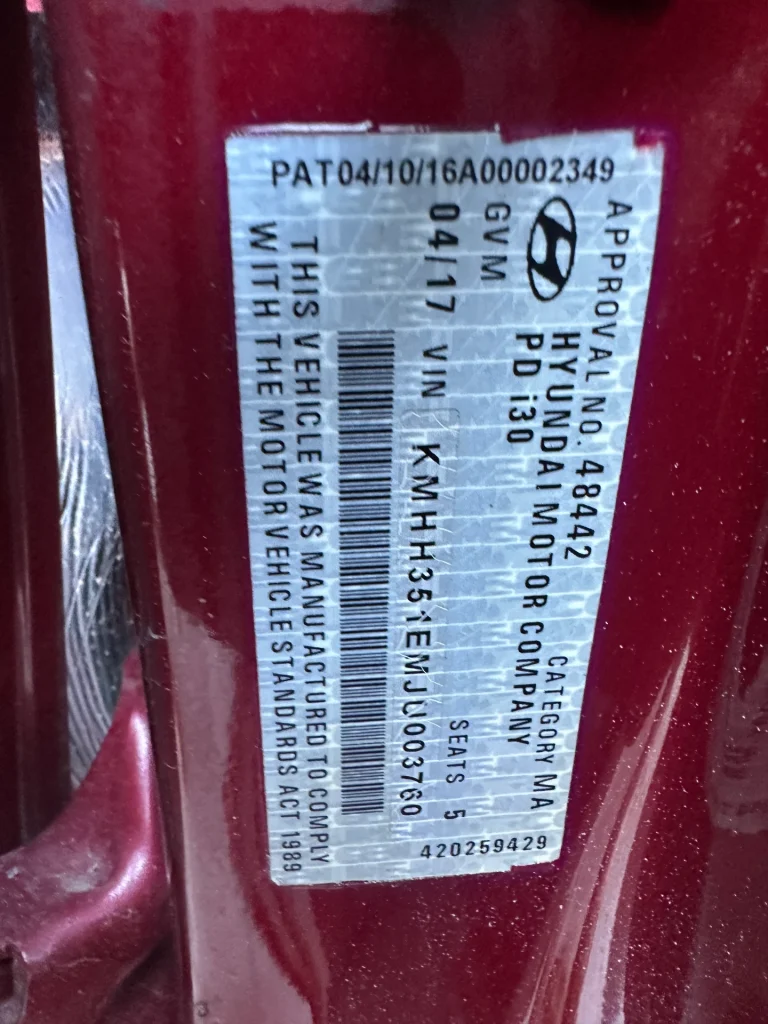 PAT04/10/16A00002349
APPROVAL NO. 48442 CATEGORY MA
HYUNDAI MOTOR COMPANY
GVM PD i30
04/17 VIN KMHH351EMJU003760 SEATS 5
THIS VEHICLE WAS MANUFACTURED TO COMPLY
WITH THE MOTOR VEHICLE STANDARDS ACT 1989
420259429